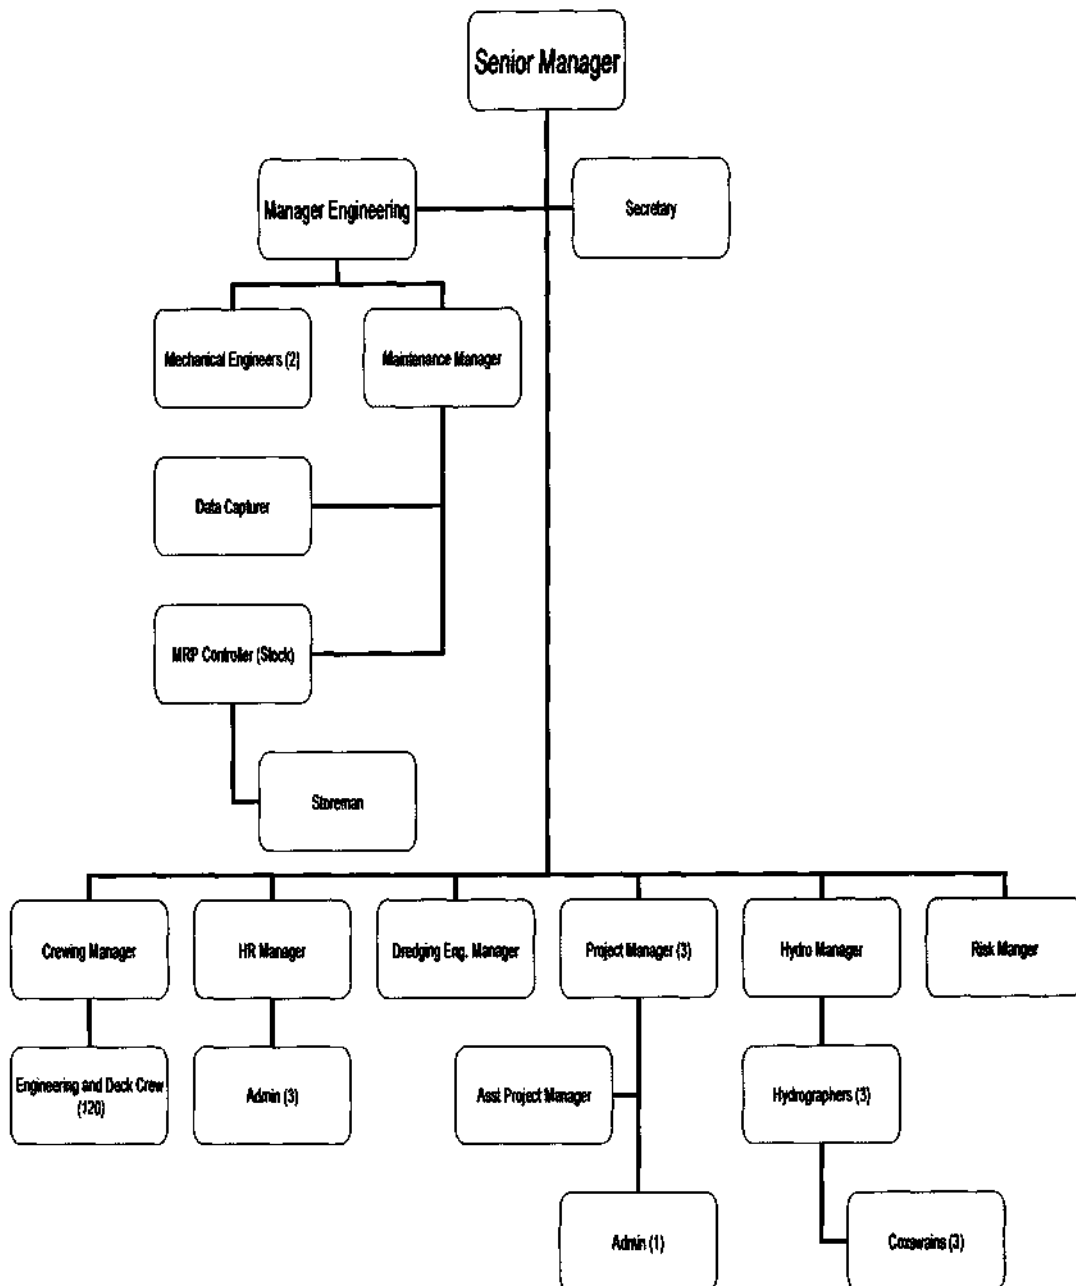 Senior Manager
Manager Engineering
Secretary
Mechanical Engineers (2)
Maintenance Manager
Data Capturer
MRP Controller (Stock)
Storeman
Crewing Manager
HR Manager
Dredging Eng. Manager
Project Manager (3)
Hydro Manager
Risk Manger
Engineering and Deck Crew
(120)
Admin (3)
Asst Project Manager
Hydrographers (3)
Admin (1)
Coxswains (3)